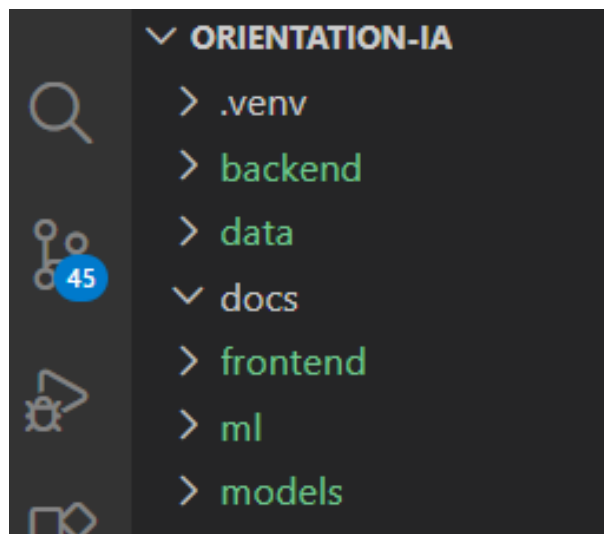 ORIENTATION-IA
.venv
backend
data
45
docs
frontend
ml
models